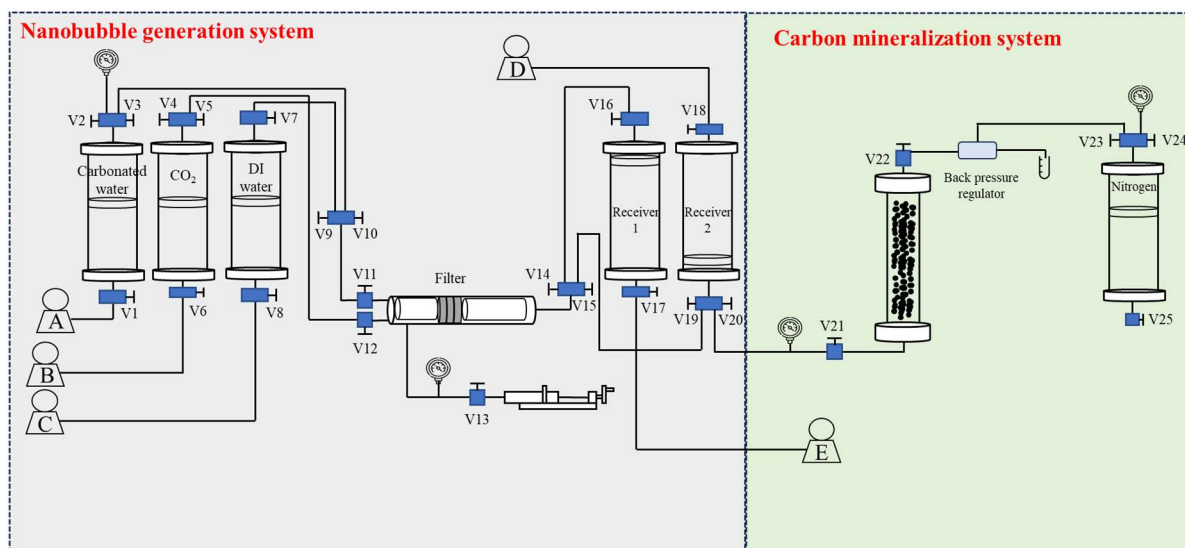 Nanobubble generation system
Carbon mineralization system
D
V3
V4
V5
V2
V7
V16
V18
V23
V24
V22
Carbonated
water
CO2
DI
water
Back pressure
regulator
Nitrogen
Receiver
1
Receiver
2
V9
V10
V11
Filter
V14
V15
V1
V6
V8
V17
V19
V20
V21
V25
A
V12
B
C
V13
E